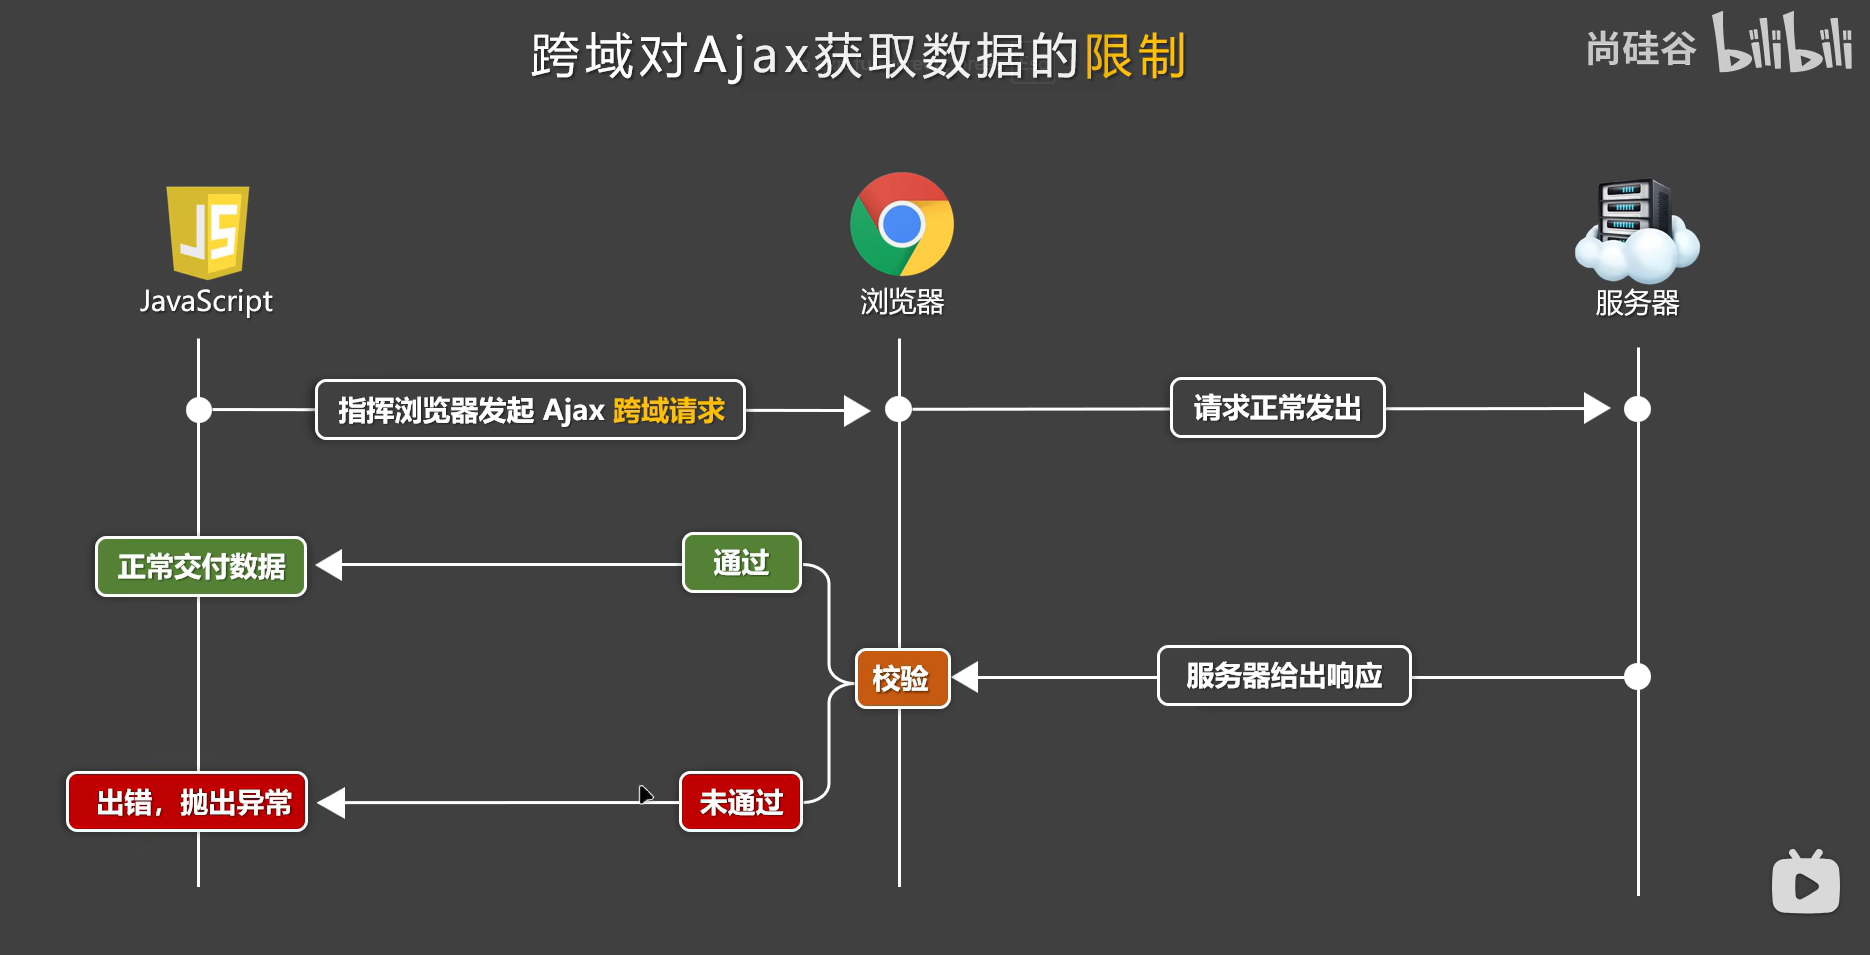 跨域对Ajax获取数据的限制
尚硅谷 bilibili
JS
JavaScript
浏览器
服务器
指挥浏览器发起 Ajax 跨域请求
请求正常发出
正常交付数据
通过
校验
服务器给出响应
出错，抛出异常
未通过